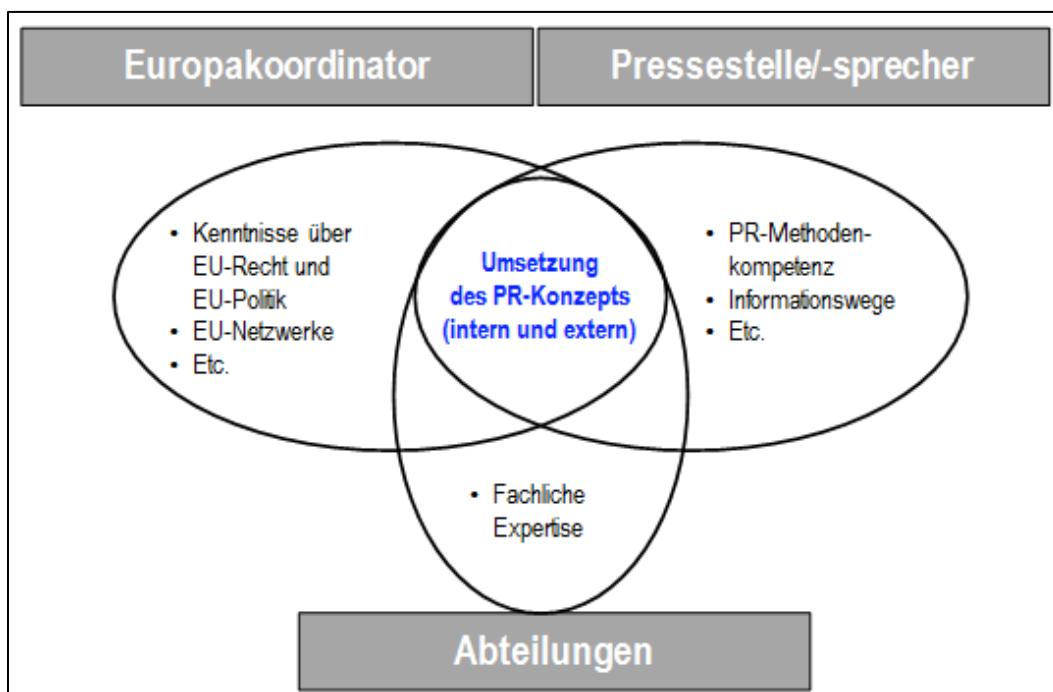 Europakoordinator
Pressestelle/-sprecher
• Kenntnisse über
EU-Recht und
EU-Politik
• EU-Netzwerke
• Etc.
Umsetzung
des PR-Konzepts
(intern und extern)
• PR-Methoden-
kompetenz
• Informationswege
• Etc.
• Fachliche
Expertise
Abteilungen